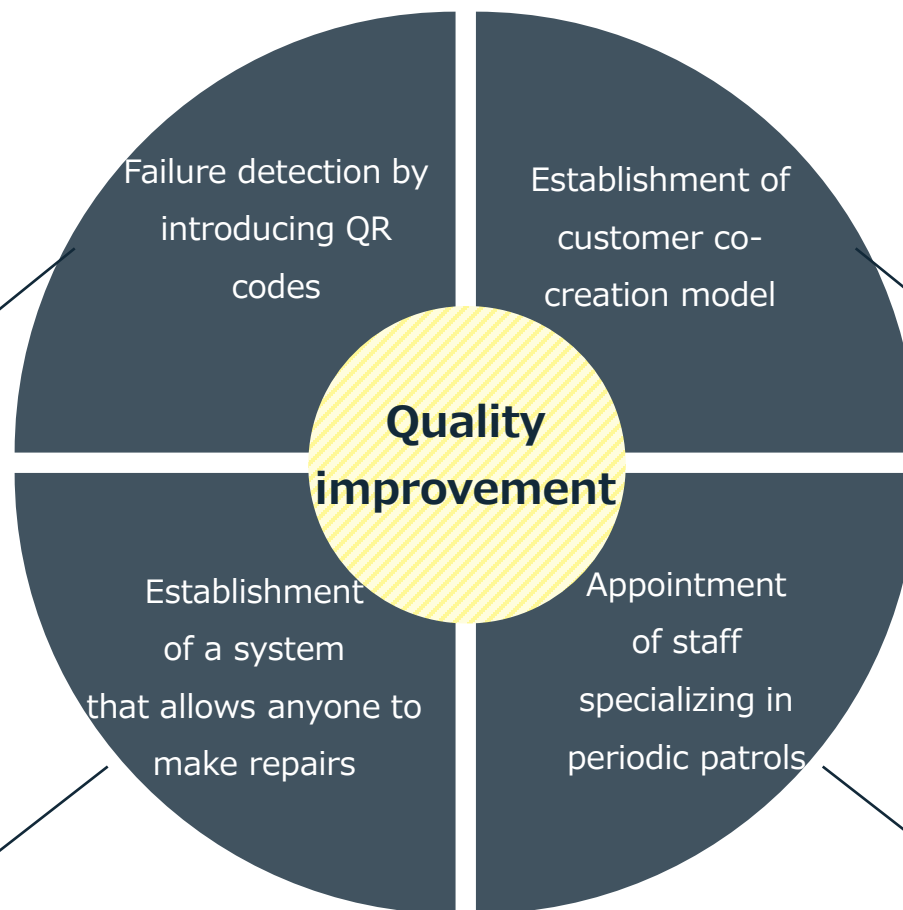 Failure detection by
introducing QR
codes
Establishment of
customer co-
creation model
Quality
improvement
Establishment
of a system
that allows anyone to
make repairs
Appointment
of staff
specializing in
periodic patrols